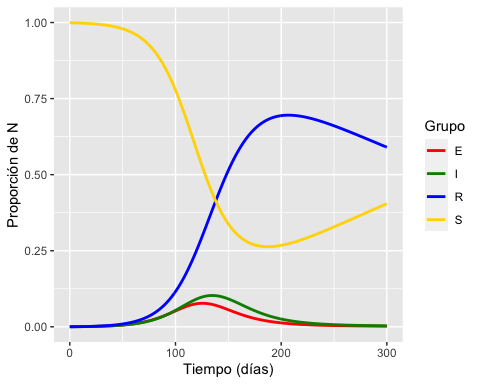 1.00
0.75
0.50
0.25
0.00
Proporción de N
0
100
200
300
Tiempo (días)
Grupo
E
I
R
S